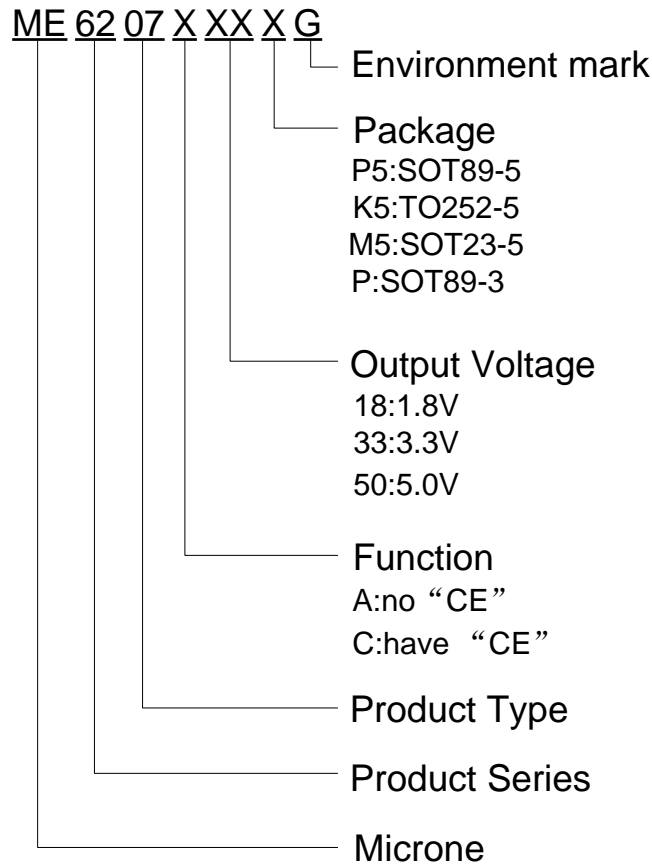 ME 62 07 X XX X G
Environment mark
Package
P5:SOT89-5
K5:TO252-5
M5:SOT23-5
P:SOT89-3
Output Voltage
18:1.8V
33:3.3V
50:5.0V
Function
A:no “CE”
C:have “CE”
Product Type
Product Series
Microne